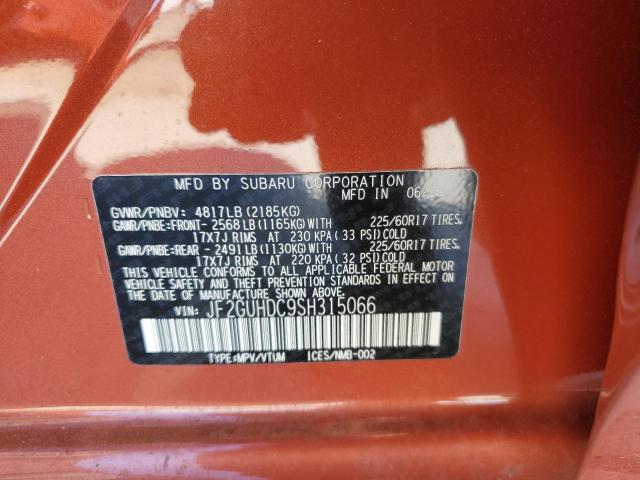 MFD BY SUBARU CORPORATION
MFD IN 06/
GVWR/PNBV: 4817LB (2185KG)
GAWR/PNBE:FRONT- 2568LB (1165KG)WITH 225/60R17 TIRES,
17X7J RIMS AT 230 KPA (33 PSI)COLD
GAWR/PNBE:REAR - 2491LB (1130KG)WITH 225/60R17 TIRES,
17X7J RIMS AT 220 KPA (32 PSI)COLD
THIS VEHICLE CONFORMS TO ALL APPLICABLE FEDERAL MOTOR
VEHICLE SAFETY STANDARDS IN EFFECT ON THE DATE OF
MANUFACTURE SHOWN ABOVE.
VIN: JF2GUHDC9SH315066
TYPE:MPV/VTUM ICES/NMB-002